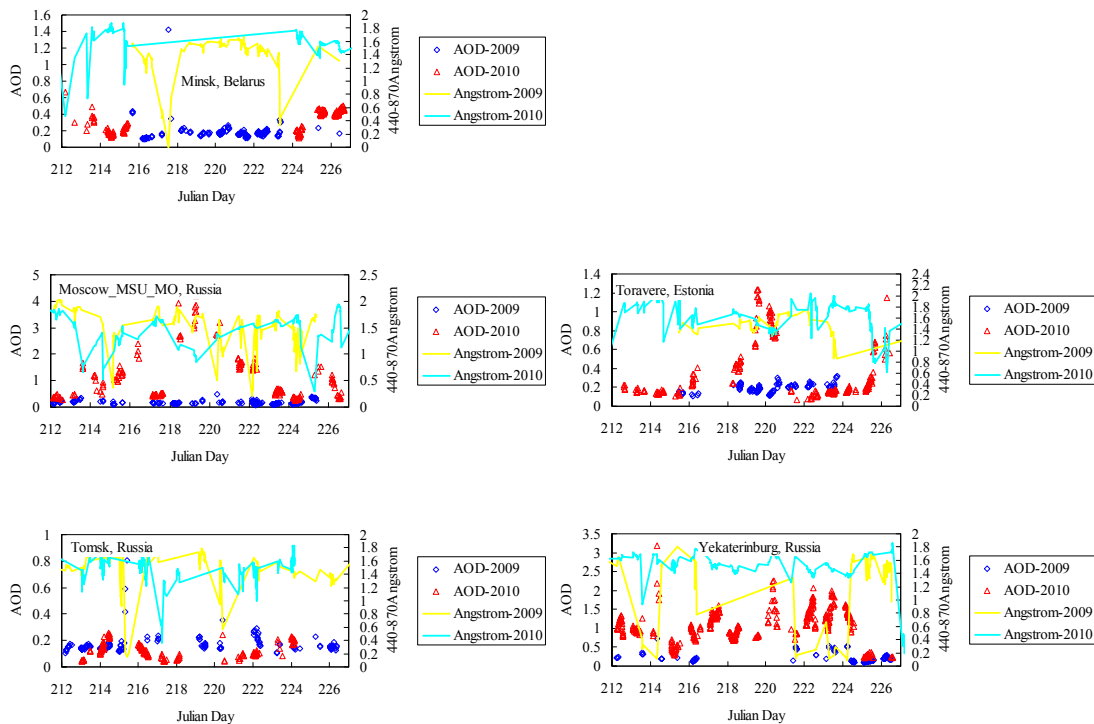 1.6 2
1.4 1.8
1.2 1.6
1 1.4
0.8 1.2
0.6 1
0.4 0.8
0.2 0.6
0 0.4
0.2
0
AOD
440-870Angstrom
Minsk, Belarus
212 214 216 218 220 222 224 226
Julian Day
AOD-2009
AOD-2010
Angstrom-2009
Angstrom-2010
5 2.5
4 2
3 1.5
2 1
1 0.5
0 0
AOD
440-870Angstrom
Moscow_MSU_MO, Russia
212 214 216 218 220 222 224 226
Julian Day
AOD-2009
AOD-2010
Angstrom-2009
Angstrom-2010
1.4 2.4
1.2 2
1 1.6
0.8 1.2
0.6 0.8
0.4 0.4
0.2 0
0
AOD
440-870Angstrom
Toravere, Estonia
212 214 216 218 220 222 224 226
Julian Day
AOD-2009
AOD-2010
Angstrom-2009
Angstrom-2010
1 2
0.8 1.8
0.6 1.6
0.4 1.4
0.2 1.2
0 1
0.8
0.6
0.4
0.2
0
AOD
440-870Angstrom
Tomsk, Russia
212 214 216 218 220 222 224 226
Julian Day
AOD-2009
AOD-2010
Angstrom-2009
Angstrom-2010
3.5 2
3 1.8
2.5 1.6
2 1.4
1.5 1.2
1 1
0.5 0.8
0 0.6
0.4
0.2
0
AOD
440-870Angstrom
Yekaterinburg, Russia
212 214 216 218 220 222 224 226
Julian Day
AOD-2009
AOD-2010
Angstrom-2009
Angstrom-2010